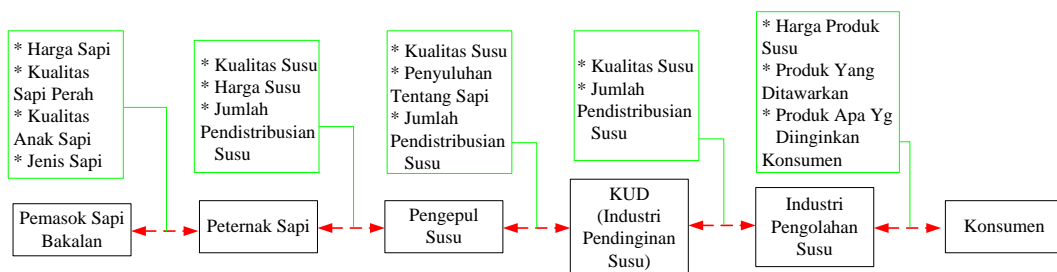 * Harga Sapi
* Kualitas
Sapi Perah
* Kualitas
Anak Sapi
* Jenis Sapi
* Kualitas Susu
* Harga Susu
* Jumlah
Pendistribusian
Susu
* Kualitas Susu
* Penyuluhan
Tentang Sapi
* Jumlah
Pendistribusian
Susu
* Kualitas Susu
* Jumlah
Pendistribusian
Susu
* Harga Produk
Susu
* Produk Yang
Ditawarkan
* Produk Apa Yg
Diinginkan
Konsumen
Pemasok Sapi
Bakalan
Peternak Sapi
Pengepul
Susu
KUD
(Industri
Pendinginan
Susu)
Industri
Pengolahan
Susu
Konsumen